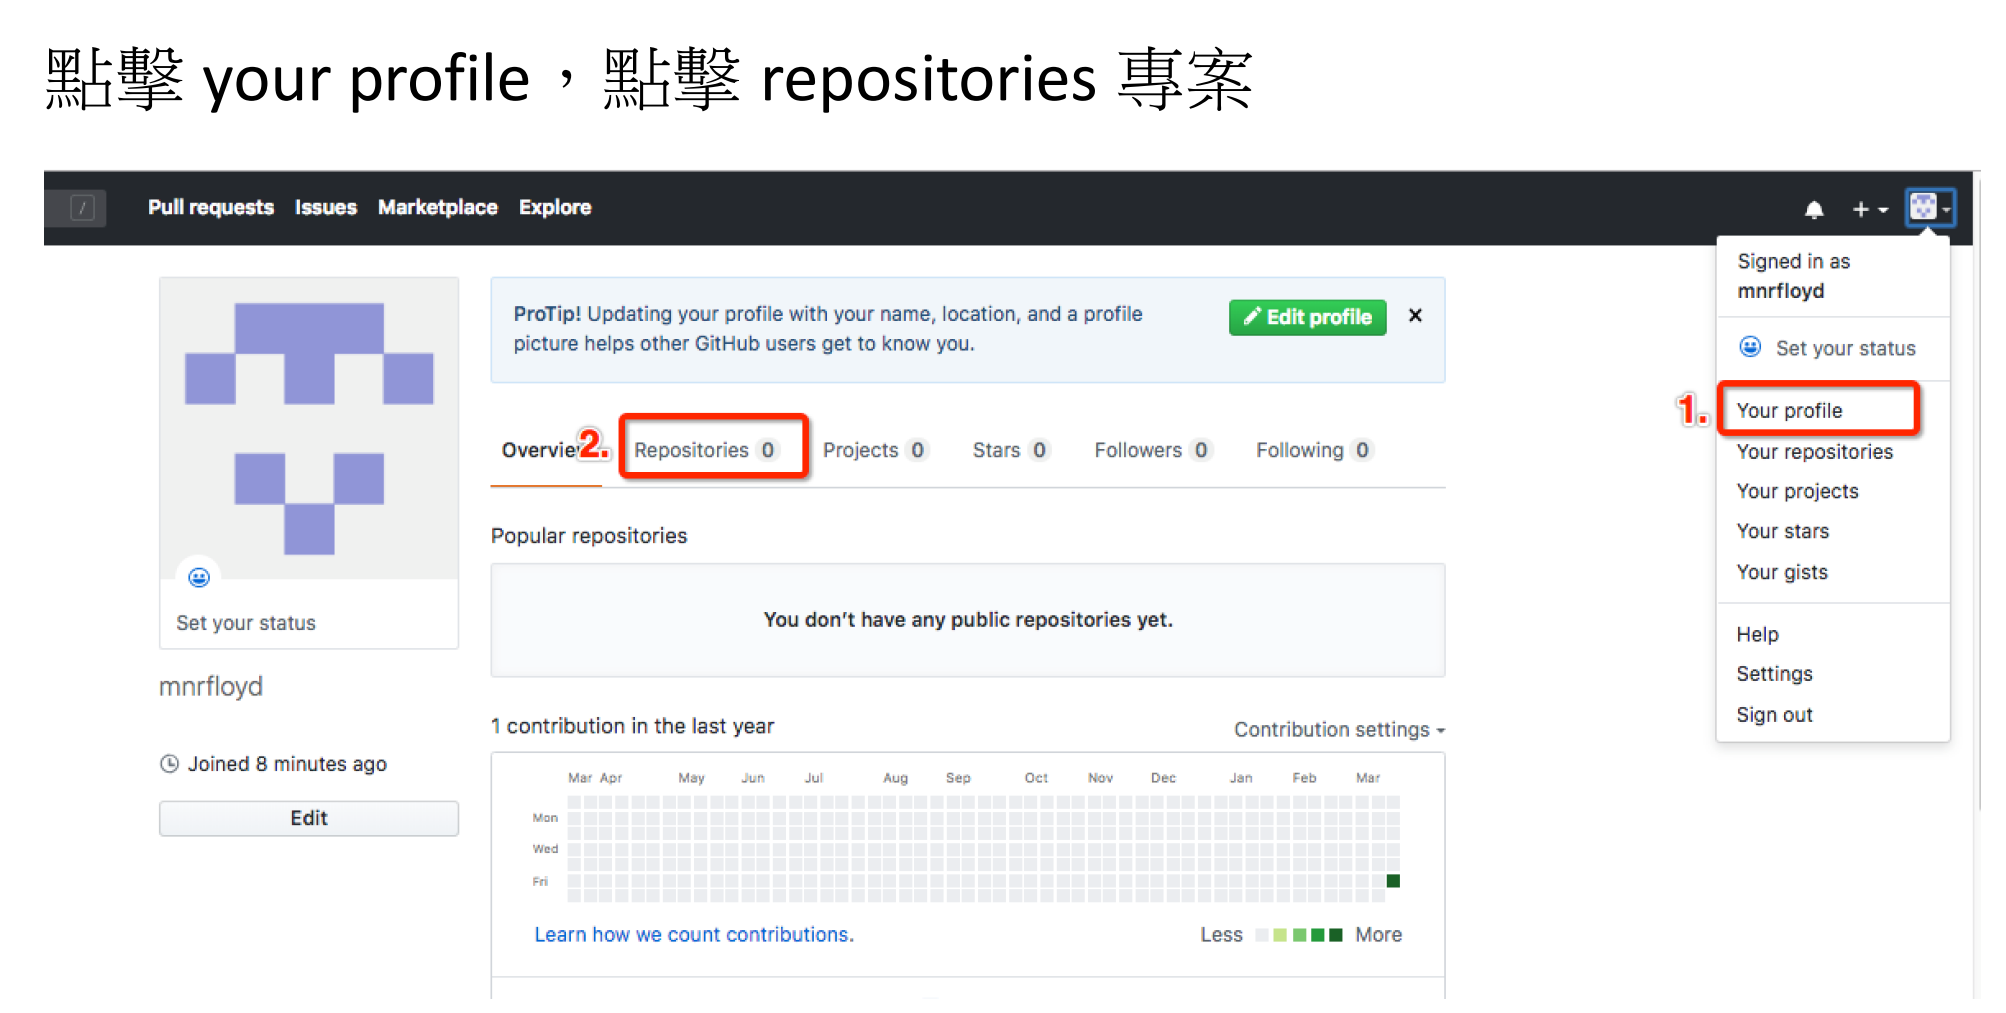 點擊 your profile，點擊 repositories 專案
/
Pull requests Issues Marketplace Explore
Signed in as
mnrfloyd
Set your status
1.
Your profile
Your repositories
Your projects
Your stars
Your gists
Help
Settings
Sign out
ProTip! Updating your profile with your name, location, and a profile
picture helps other GitHub users get to know you.
Edit profile ×
Overview 2. Repositories 0 Projects 0 Stars 0 Followers 0 Following 0
Popular repositories
You don't have any public repositories yet.
Set your status
mnrfloyd
Joined 8 minutes ago
Edit
1 contribution in the last year
Contribution settings
Mar Apr May Jun Jul Aug Sep Oct Nov Dec Jan Feb Mar
Mon
Wed
Fri
Learn how we count contributions.
Less More